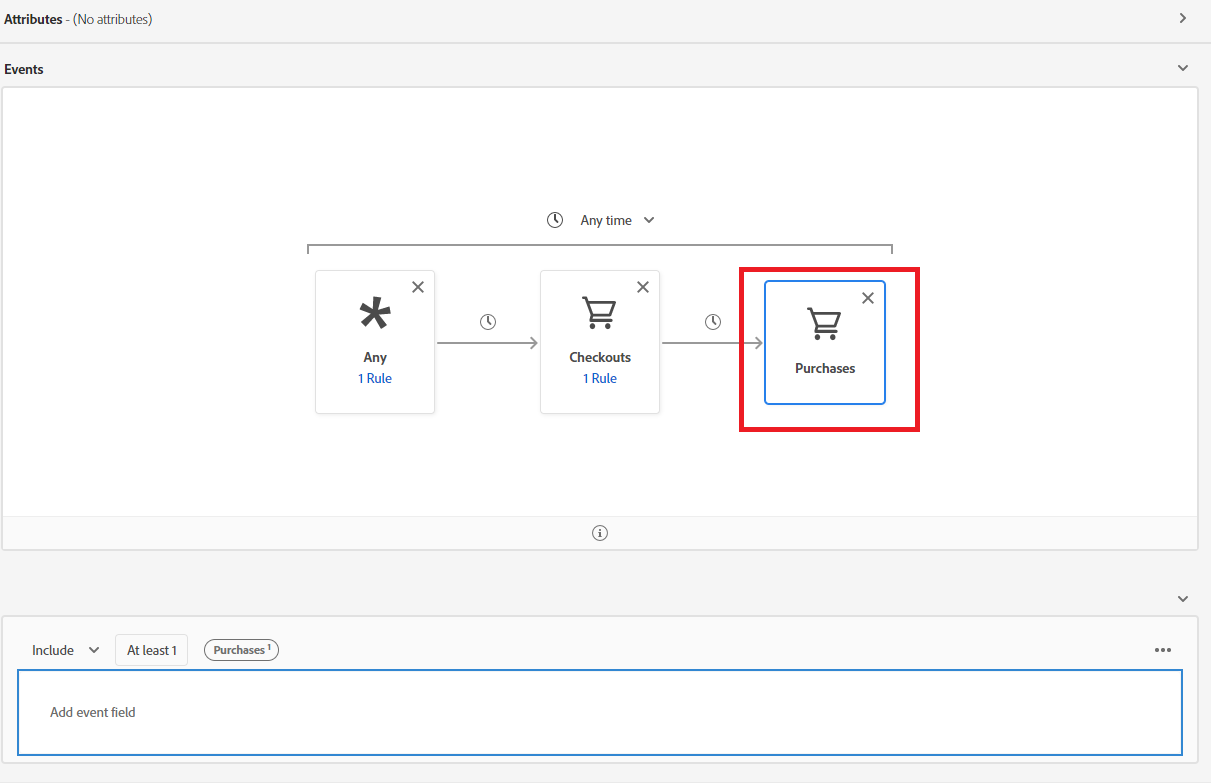 Attributes - (No attributes)
Events
Any time
Any
1 Rule
Checkouts
1 Rule
Purchases
Include
At least 1
Purchases 1
Add event field